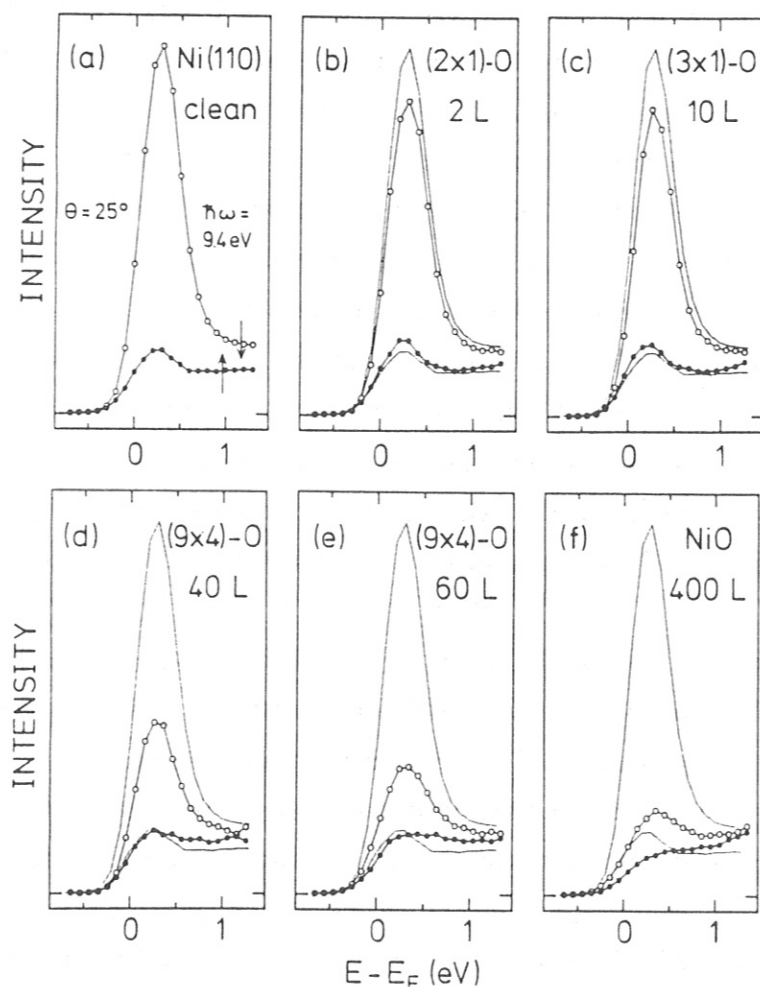 (a) Ni(110)
clean
θ = 25°
ħω =
9.4 eV
0 1
(b) (2x1)-O
2 L
0 1
(c) (3x1)-O
10 L
0 1
INTENSITY
(d) (9x4)-O
40 L
0 1
(e) (9x4)-O
60 L
0 1
(f) NiO
400 L
0 1
INTENSITY
E - E_F (eV)